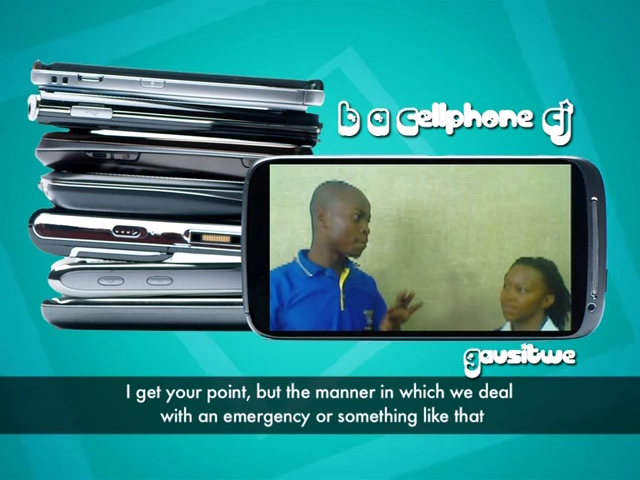 b a cellphone cj
gausitwe
I get your point, but the manner in which we deal
with an emergency or something like that